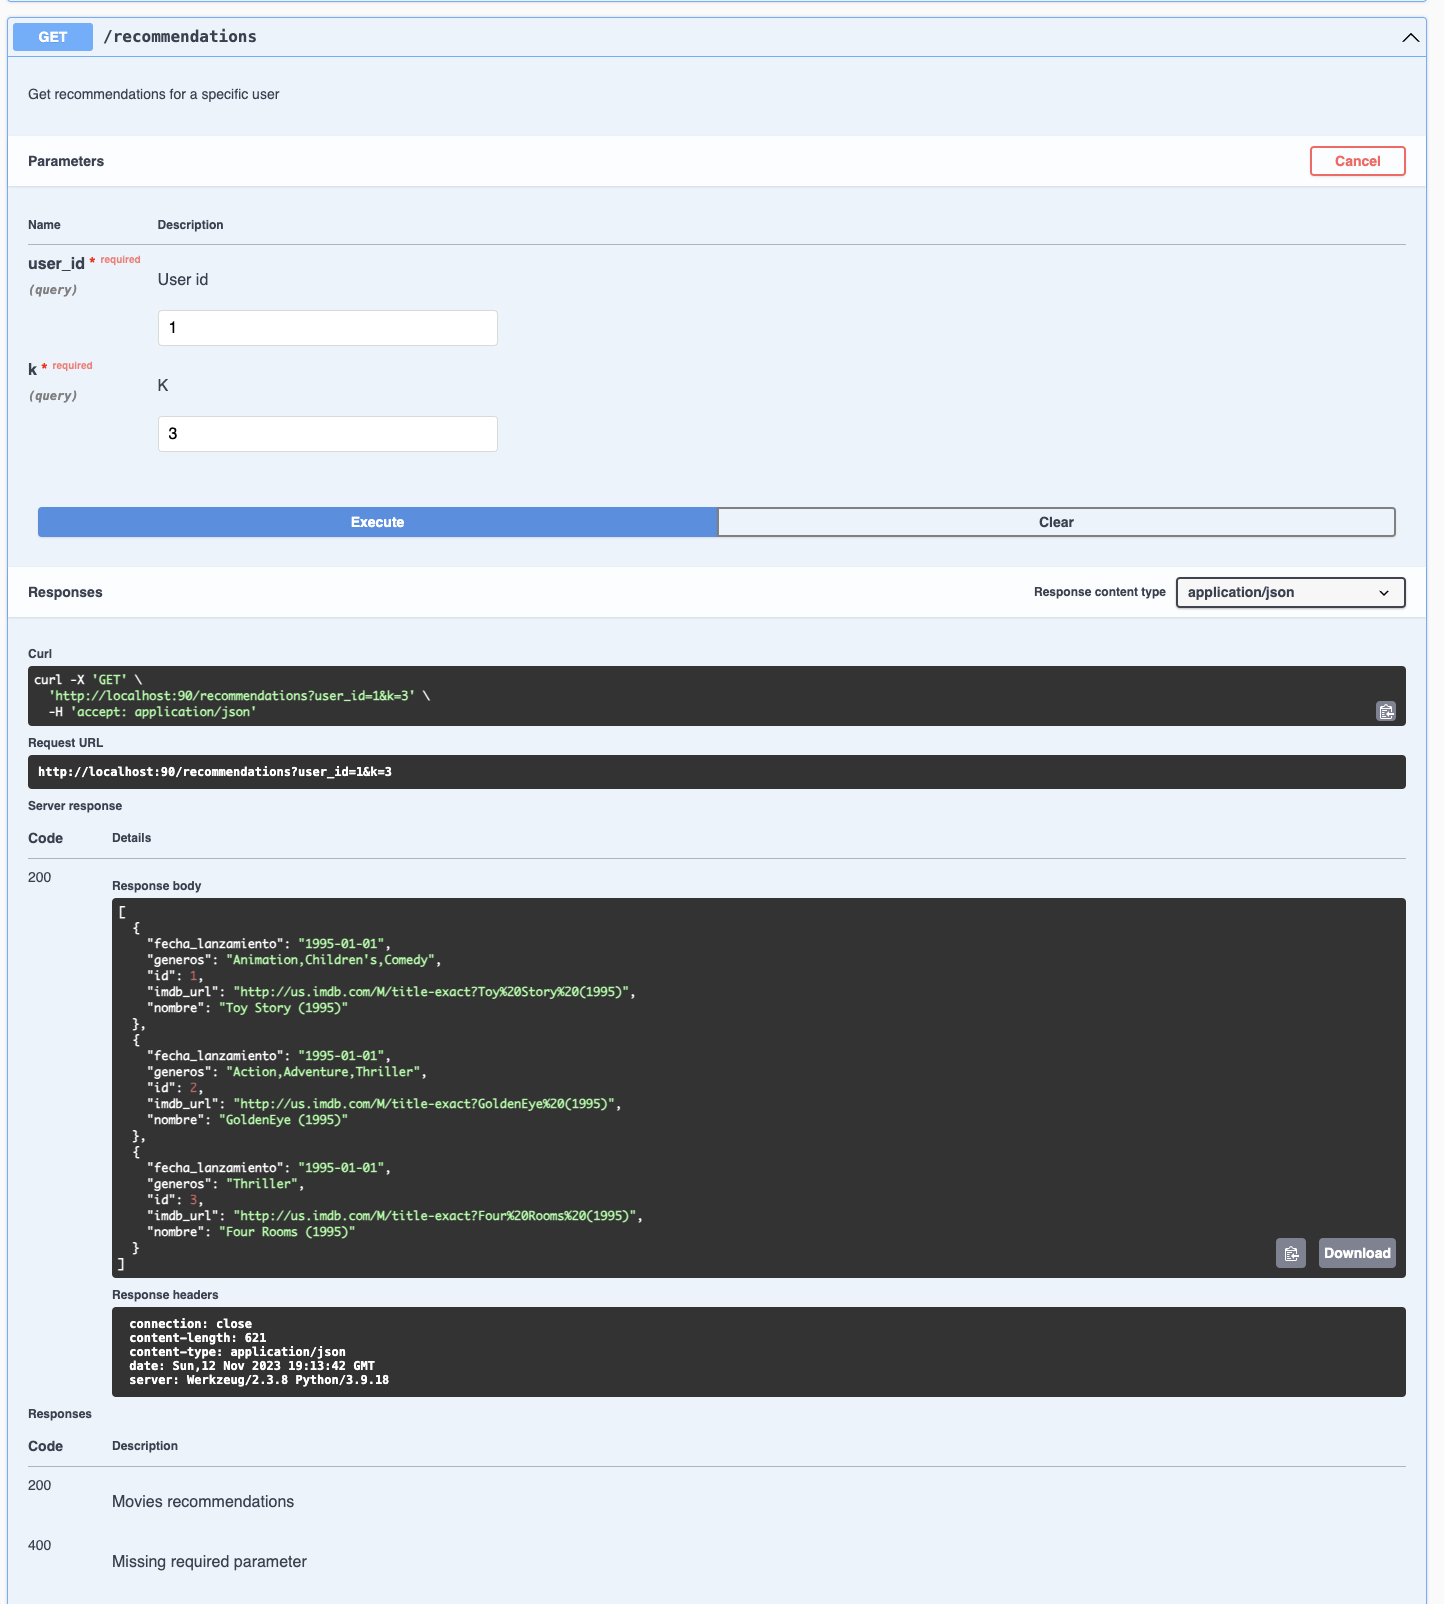 GET /recommendations
Get recommendations for a specific user
Parameters
Cancel
Name Description
user_id * required
(query)
User id
1
k * required
(query)
K
3
Execute
Clear
Responses
Response content type
application/json
Curl
curl -X 'GET' \
'http://localhost:90/recommendations?user_id=1&k=3' \
-H 'accept: application/json'
Request URL
http://localhost:90/recommendations?user_id=1&k=3
Server response
Code Details
200
Response body
[
{
"fecha_lanzamiento": "1995-01-01",
"generos": "Animation,Children's,Comedy",
"id": 1,
"imdb_url": "http://us.imdb.com/M/title-exact?Toy%20Story%20(1995)",
"nombre": "Toy Story (1995)"
},
{
"fecha_lanzamiento": "1995-01-01",
"generos": "Action,Adventure,Thriller",
"id": 2,
"imdb_url": "http://us.imdb.com/M/title-exact?GoldenEye%20(1995)",
"nombre": "GoldenEye (1995)"
},
{
"fecha_lanzamiento": "1995-01-01",
"generos": "Thriller",
"id": 3,
"imdb_url": "http://us.imdb.com/M/title-exact?Four%20Rooms%20(1995)",
"nombre": "Four Rooms (1995)"
}
]
Download
Response headers
connection: close
content-length: 621
content-type: application/json
date: Sun,12 Nov 2023 19:13:42 GMT
server: Werkzeug/2.3.8 Python/3.9.18
Responses
Code Description
200
Movies recommendations
400
Missing required parameter